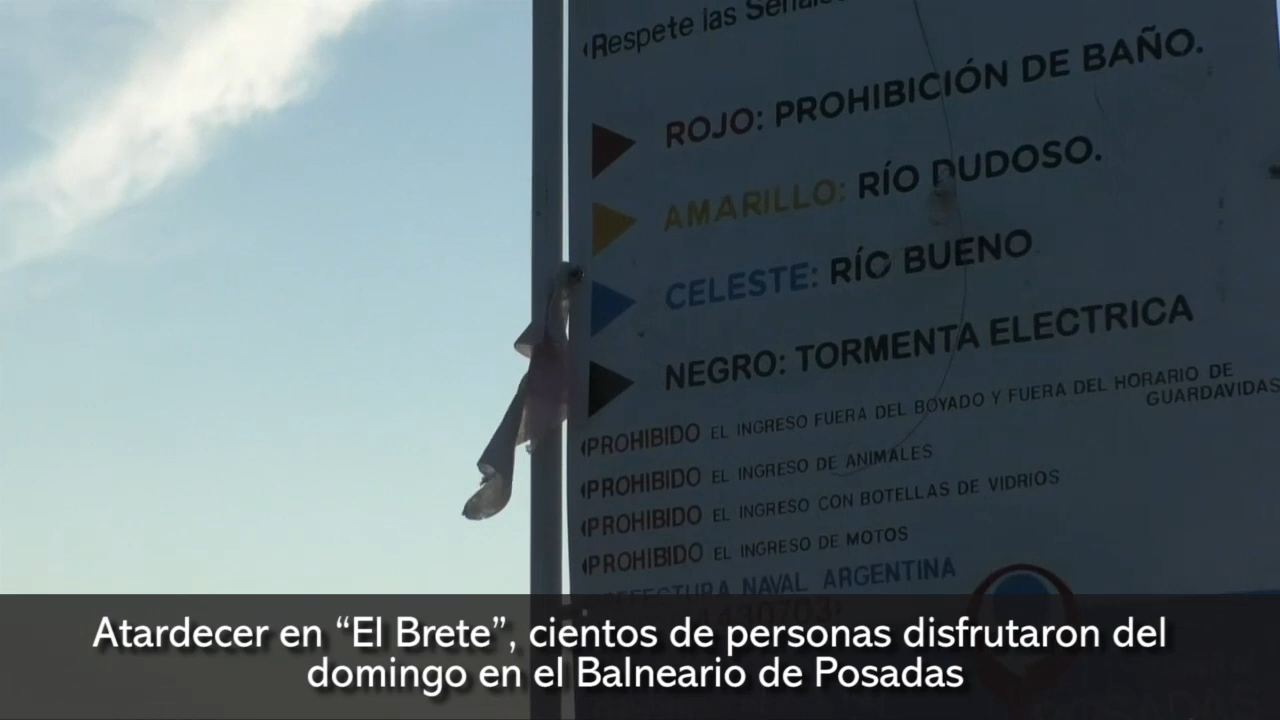 Respete las Señales
ROJO: PROHIBICIÓN DE BAÑO.
AMARILLO: RÍO DUDOSO.
CELESTE: RÍO BUENO
NEGRO: TORMENTA ELECTRICA
PROHIBIDO EL INGRESO FUERA DEL BOYADO Y FUERA DEL HORARIO DE
GUARDAVIDAS
PROHIBIDO EL INGRESO DE ANIMALES
PROHIBIDO EL INGRESO CON BOTELLAS DE VIDRIOS
PROHIBIDO EL INGRESO DE MOTOS
PREFECTURA NAVAL ARGENTINA
Atardecer en “El Brete”, cientos de personas disfrutaron del
domingo en el Balneario de Posadas